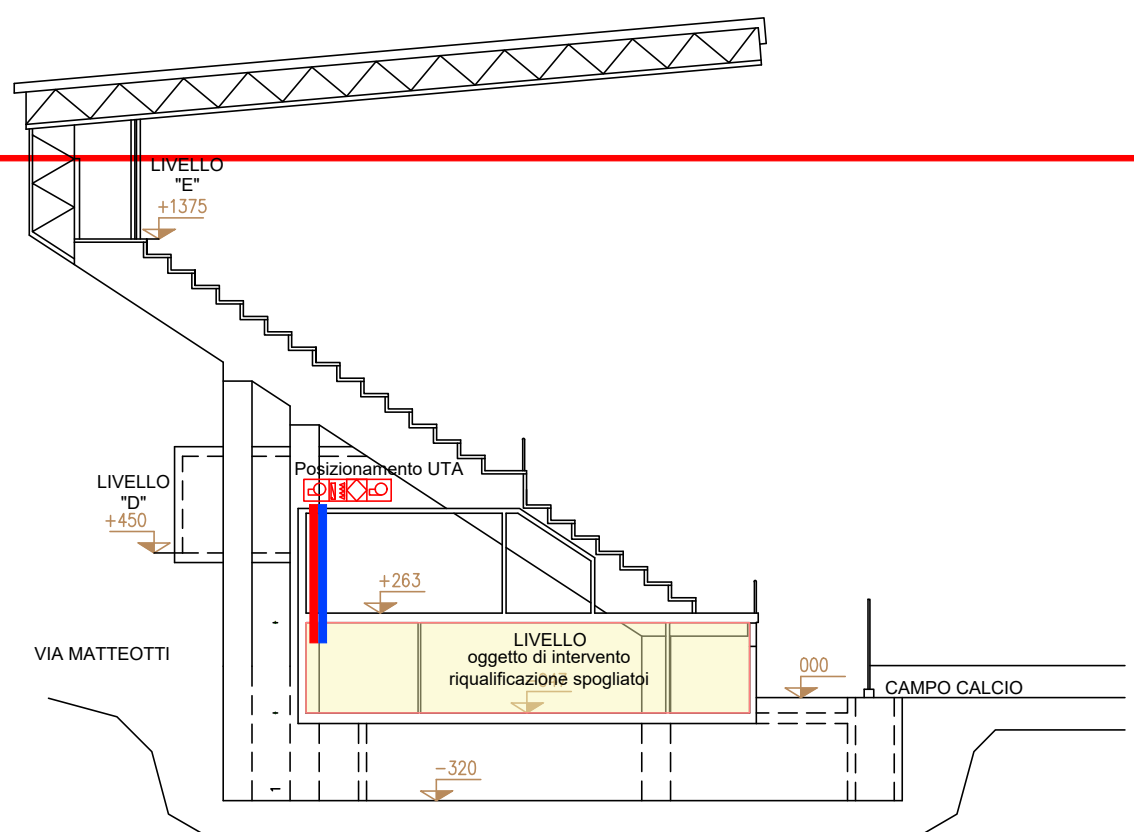 LIVELLO
"E"
+1375
Posizionamento UTA
LIVELLO
"D"
+450
+263
LIVELLO
oggetto di intervento
riqualificazione spogliatoi
VIA MATTEOTTI
000
CAMPO CALCIO
-320